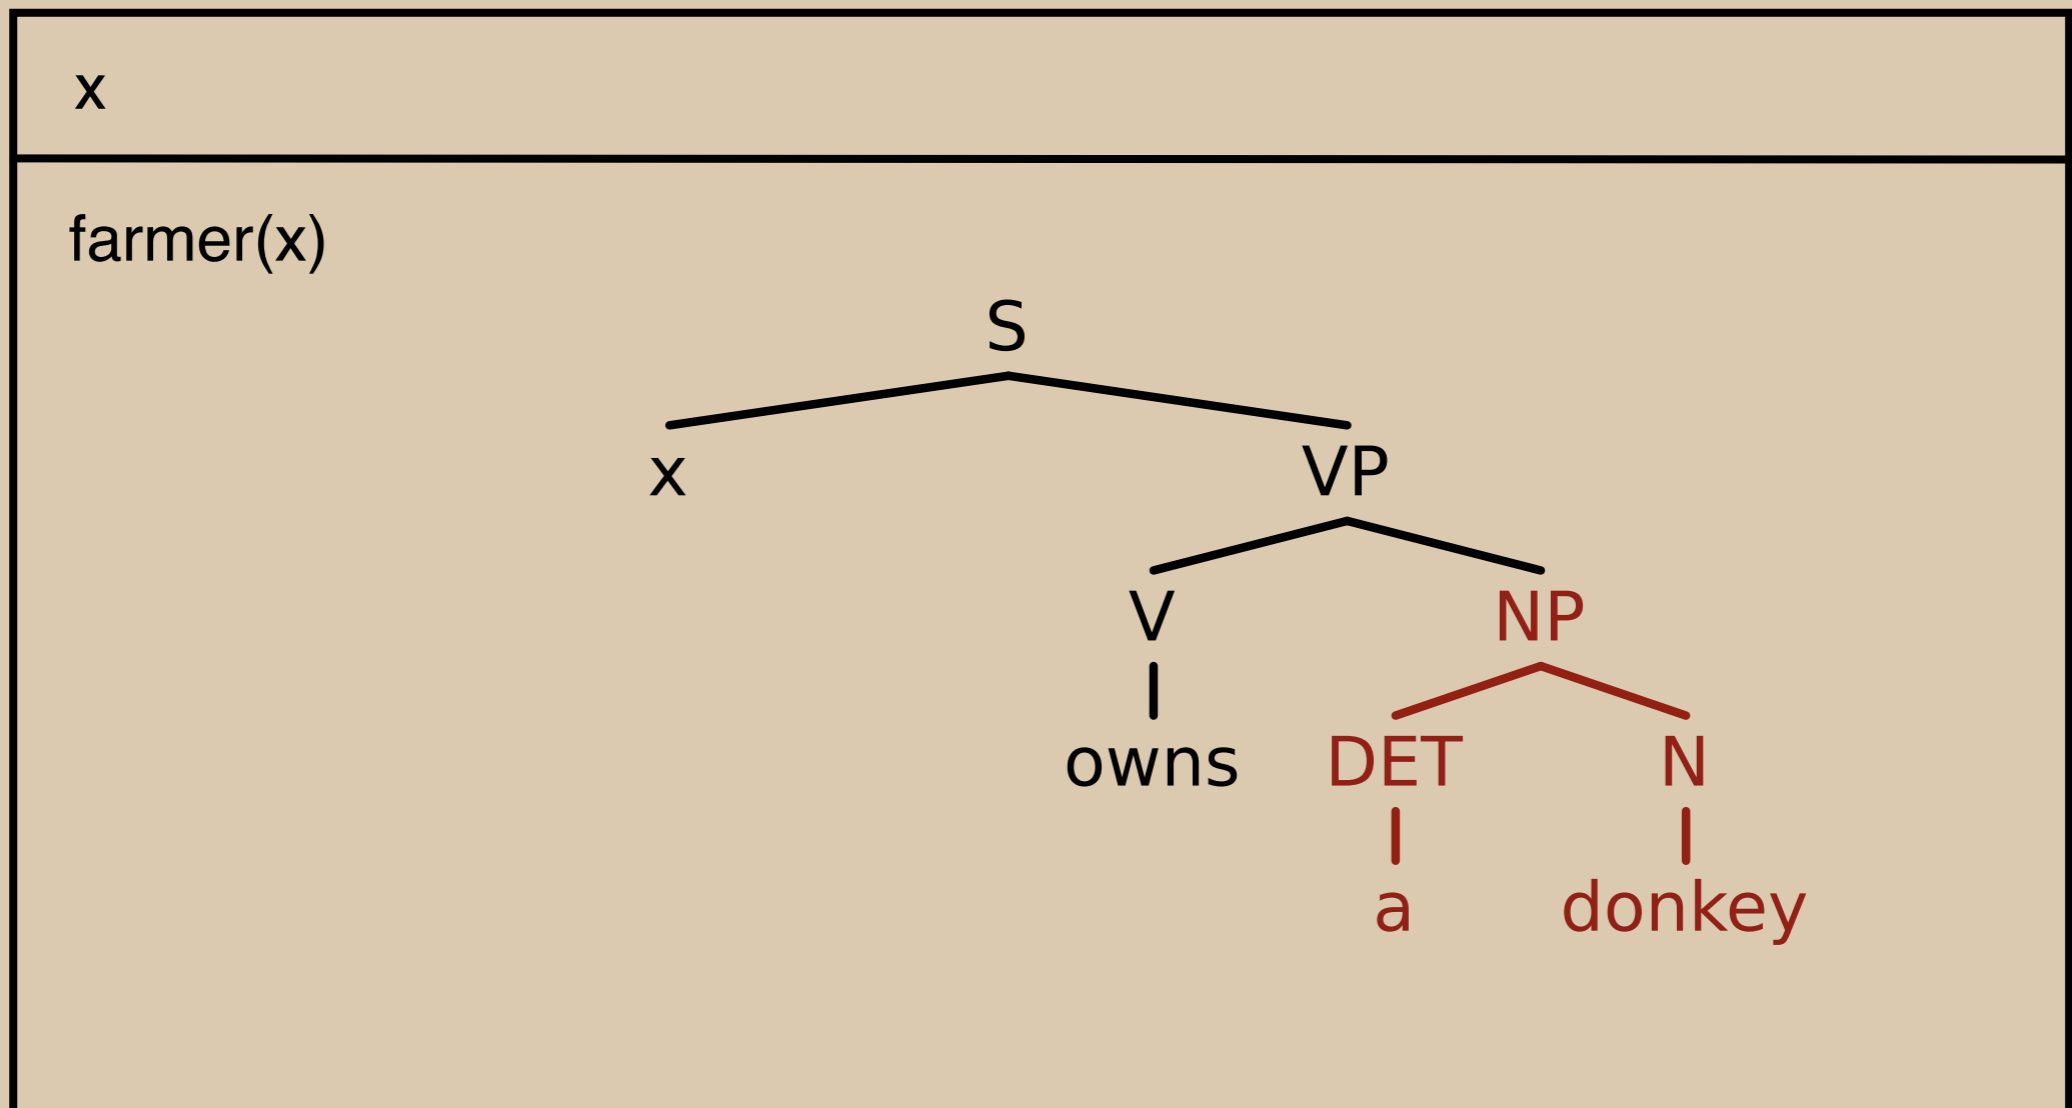 x
farmer(x)
S
x VP
V NP
owns DET N
a donkey